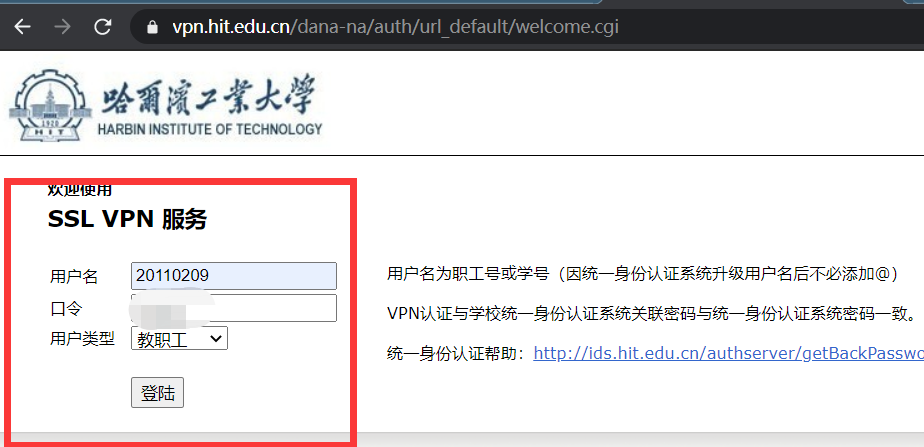 vpn.hit.edu.cn/dana-na/auth/url_default/welcome.cgi
哈爾濱工業大學
HARBIN INSTITUTE OF TECHNOLOGY
1920
HIT
欢迎使用
SSL VPN 服务
用户名 20110209
口令
用户类型 教职工
登陆
用户名为职工号或学号（因统一身份认证系统升级用户名后不必添加@）
VPN认证与学校统一身份认证系统关联密码与统一身份认证系统密码一致。
统一身份认证帮助：http://ids.hit.edu.cn/authserver/getBackPasswo